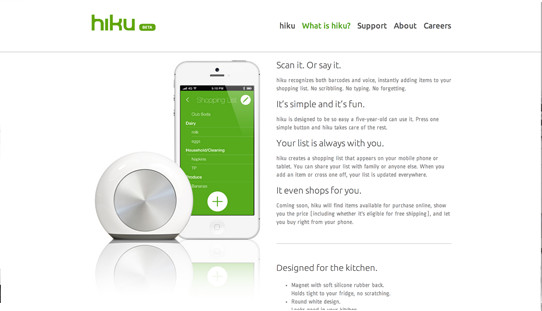 hiku BETA
hiku What is hiku? Support About Careers
Shopping List
Dairy
milk
eggs
Household/Cleaning
Napkins
TP
Produce
Bananas
Scan it. Or say it.
hiku recognizes both barcodes and voice, instantly adding items to your
shopping list. No scribbling. No typing. No forgetting.
It's simple and it's fun.
hiku is designed to be so easy a five-year-old can use it. Press one
simple button and hiku takes care of the rest.
Your list is always with you.
hiku creates a shopping list that appears on your mobile phone or
tablet. You can share your list with family or anyone else. When you
add an item or cross one off, your list is updated everywhere.
It even shops for you.
Coming soon, hiku will find items available for purchase online, show
you the price (including whether it's eligible for free shipping), and let
you buy right from your phone.
Designed for the kitchen.
Magnet with soft silicone rubber back.
Holds tight to your fridge, no scratching.
Round white design.